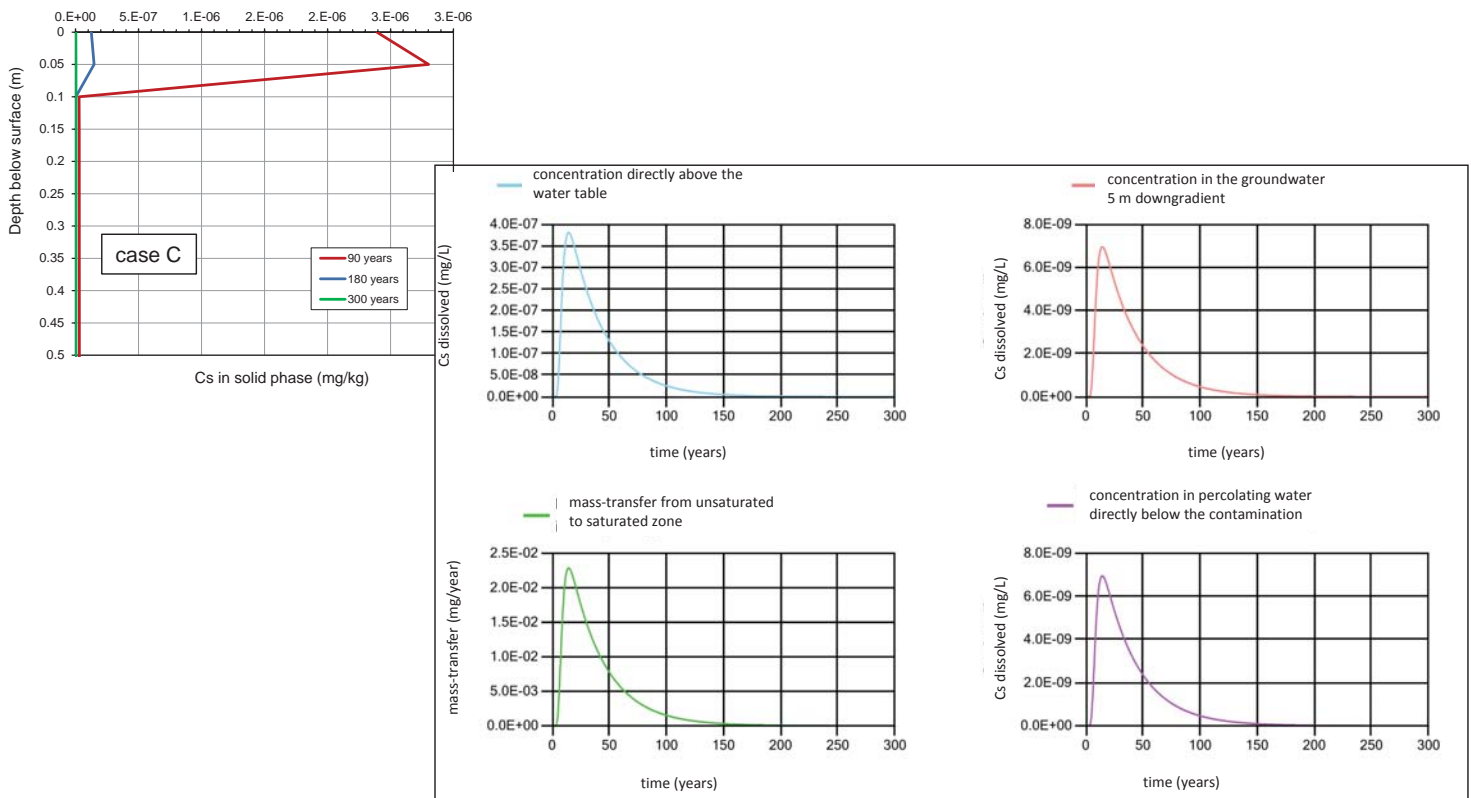 0.E+00 5.E-07 1.E-06 2.E-06 2.E-06 3.E-06 3.E-06
Depth below surface (m)
0
0.05
0.1
0.15
0.2
0.25
0.3
0.35
0.4
0.45
0.5
case C
90 years
180 years
300 years
Cs in solid phase (mg/kg)
concentration directly above the
water table
Cs dissolved (mg/L)
4.0E-07
3.5E-07
3.0E-07
2.5E-07
2.0E-07
1.5E-07
1.0E-07
5.0E-08
0.0E+00
0 50 100 150 200 250 300
time (years)
concentration in the groundwater
5 m downgradient
Cs dissolved (mg/L)
8.0E-09
6.0E-09
4.0E-09
2.0E-09
0.0E+00
0 50 100 150 200 250 300
time (years)
mass-transfer from unsaturated
to saturated zone
mass-transfer (mg/year)
2.5E-02
2.0E-02
1.5E-02
1.0E-02
5.0E-03
0.0E+00
0 50 100 150 200 250 300
time (years)
concentration in percolating water
directly below the contamination
Cs dissolved (mg/L)
8.0E-09
6.0E-09
4.0E-09
2.0E-09
0.0E+00
0 50 100 150 200 250 300
time (years)